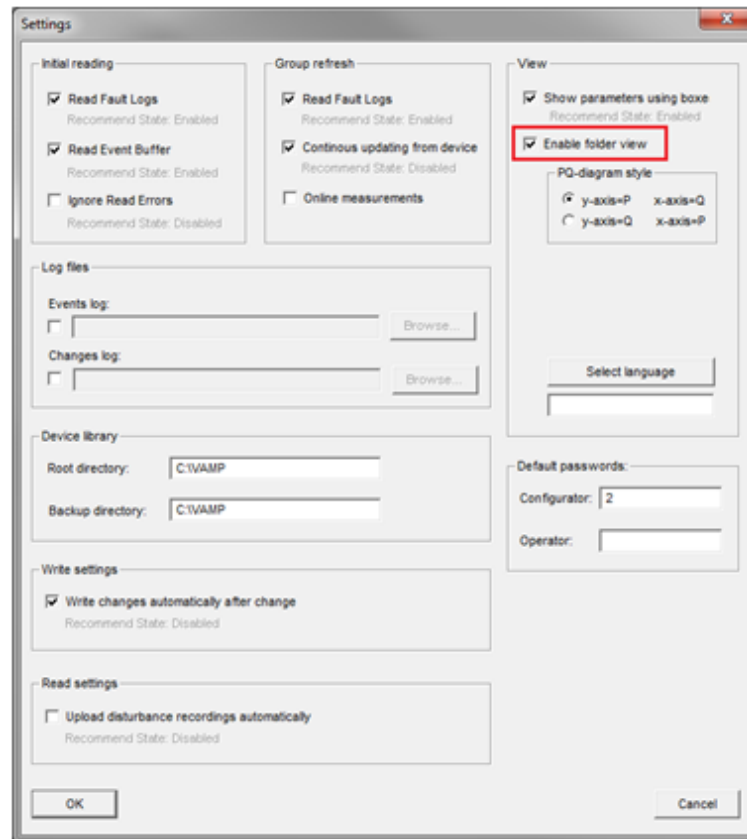 Settings
Initial reading
Read Fault Logs
Recommend State: Enabled
Read Event Buffer
Recommend State: Enabled
Ignore Read Errors
Recommend State: Disabled
Group refresh
Read Fault Logs
Recommend State: Enabled
Continous updating from device
Recommend State: Disabled
Online measurements
View
Show parameters using boxe
Recommend State: Enabled
Enable folder view
PQ-diagram style
y-axis=P x-axis=Q
y-axis=Q x-axis=P
Select language
Log files
Events log:
Browse...
Changes log:
Browse...
Device library
Root directory: C:\VAMP
Backup directory: C:\VAMP
Default passwords:
Configurator: 2
Operator:
Write settings
Write changes automatically after change
Recommend State: Disabled
Read settings
Upload disturbance recordings automatically
Recommend State: Disabled
OK
Cancel